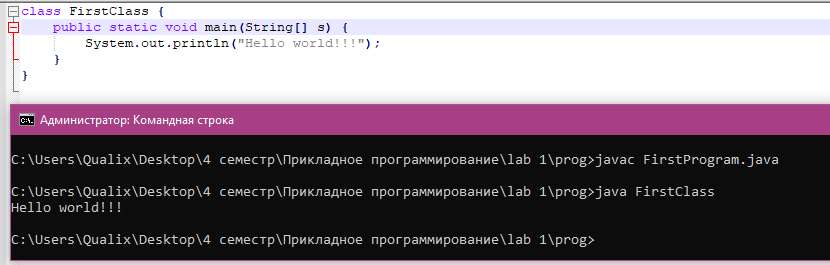 class FirstClass {
public static void main(String[] s) {
System.out.println("Hello world!!!");
}
}
Администратор: Командная строка
C:\Users\Qualix\Desktop\4 семестр\Прикладное программирование\lab 1\prog>javac FirstProgram.java
C:\Users\Qualix\Desktop\4 семестр\Прикладное программирование\lab 1\prog>java FirstClass
Hello world!!!
C:\Users\Qualix\Desktop\4 семестр\Прикладное программирование\lab 1\prog>